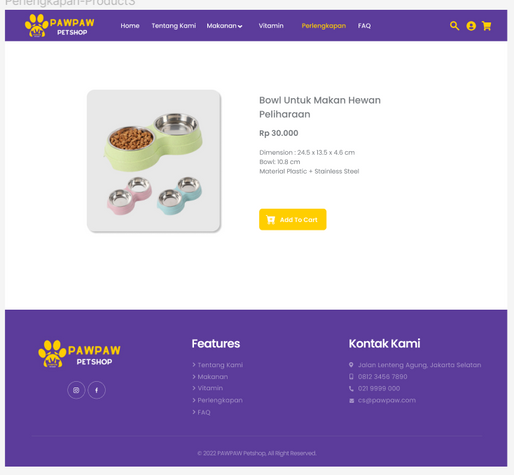 Perlengkapan-Product3
PAWPAW
PETSHOP
Home Tentang Kami Makanan Vitamin Perlengkapan FAQ
Bowl Untuk Makan Hewan
Peliharaan
Rp 30.000
Dimension : 24.5 x 13.5 x 4.6 cm
Bowl: 10.8 cm
Material Plastic + Stainless Steel
Add To Cart
PAWPAW
PETSHOP
Features
Tentang Kami
Makanan
Vitamin
Perlengkapan
FAQ
Kontak Kami
Jalan Lenteng Agung, Jakarta Selatan
0812 3456 7890
021 9999 000
cs@pawpaw.com
© 2022 PAWPAW Petshop, All Right Reserved.